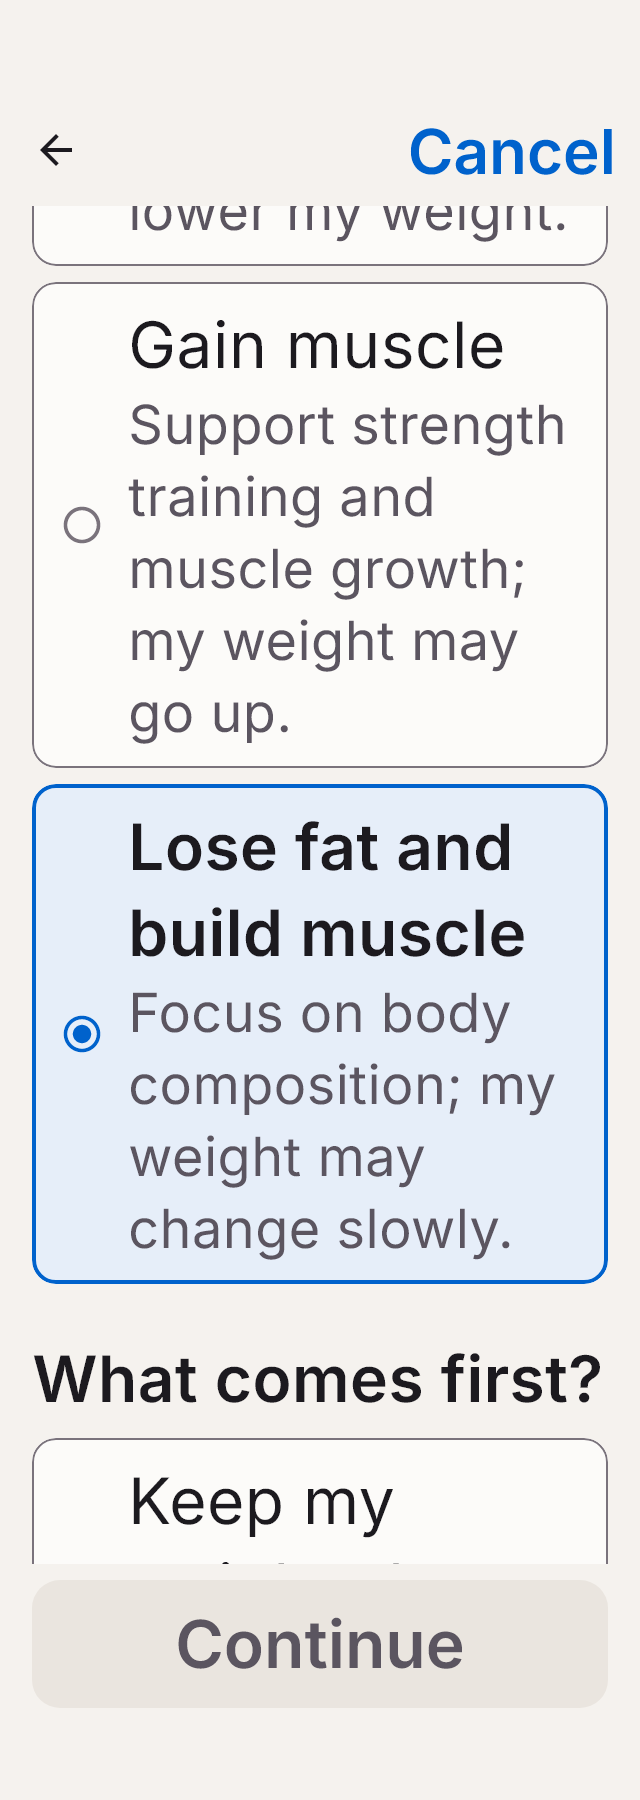 Cancel
lower my weight.
Gain muscle
Support strength
training and
muscle growth;
my weight may
go up.
Lose fat and
build muscle
Focus on body
composition; my
weight may
change slowly.
What comes first?
Keep my
Continue